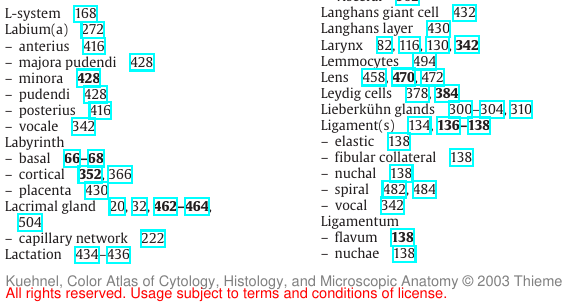 L-system 168
Labium(a) 272
– anterius 416
– majora pudendi 428
– minora 428
– pudendi 428
– posterius 416
– vocale 342
Labyrinth
– basal 66–68
– cortical 352, 366
– placenta 430
Lacrimal gland 20, 32, 462–464,
504
– capillary network 222
Lactation 434–436
Langhans giant cell 432
Langhans layer 430
Larynx 82, 116, 130, 342
Lemmocytes 494
Lens 458, 470, 472
Leydig cells 378, 384
Lieberkühn glands 300–304, 310
Ligament(s) 134, 136–138
– elastic 138
– fibular collateral 138
– nuchal 138
– spiral 482, 484
– vocal 342
Ligamentum
– flavum 138
– nuchae 138
Kuehnel, Color Atlas of Cytology, Histology, and Microscopic Anatomy © 2003 Thieme
All rights reserved. Usage subject to terms and conditions of license.